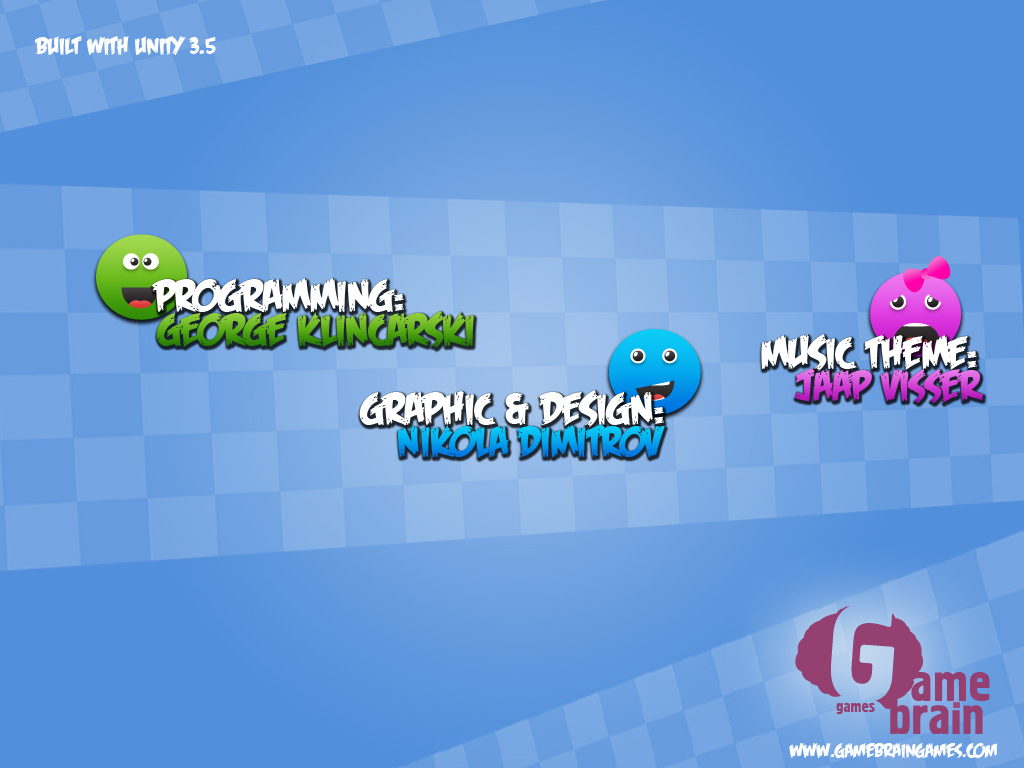 BUILT WITH UNITY 3.5
PROGRAMMING:
GEORGE KLINCARSKI
GRAPHIC & DESIGN:
NIKOLA DIMITROV
MUSIC THEME:
JAAP VISSER
Game
games
brain
WWW.GAMEBRAINGAMES.COM